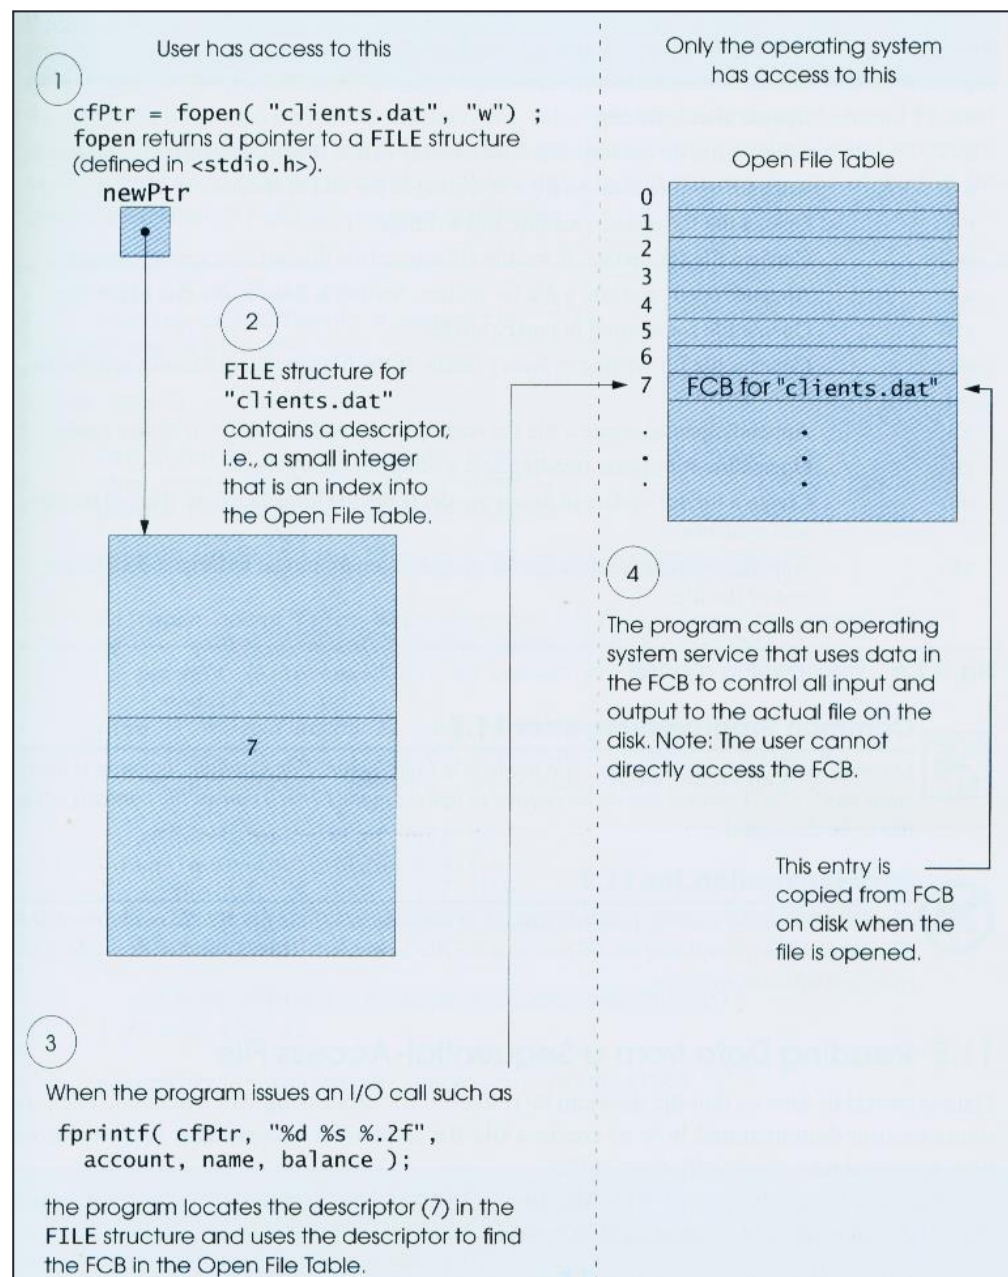 User has access to this
1
cfPtr = fopen( "clients.dat", "w") ;
fopen returns a pointer to a FILE structure
(defined in <stdio.h>).
newPtr
2
FILE structure for
"clients.dat"
contains a descriptor,
i.e., a small integer
that is an index into
the Open File Table.
7
3
When the program issues an I/O call such as
fprintf( cfPtr, "%d %s %.2f",
account, name, balance );
the program locates the descriptor (7) in the
FILE structure and uses the descriptor to find
the FCB in the Open File Table.
Only the operating system
has access to this
Open File Table
0
1
2
3
4
5
6
7 FCB for "clients.dat"
4
The program calls an operating
system service that uses data in
the FCB to control all input and
output to the actual file on the
disk. Note: The user cannot
directly access the FCB.
This entry is
copied from FCB
on disk when the
file is opened.